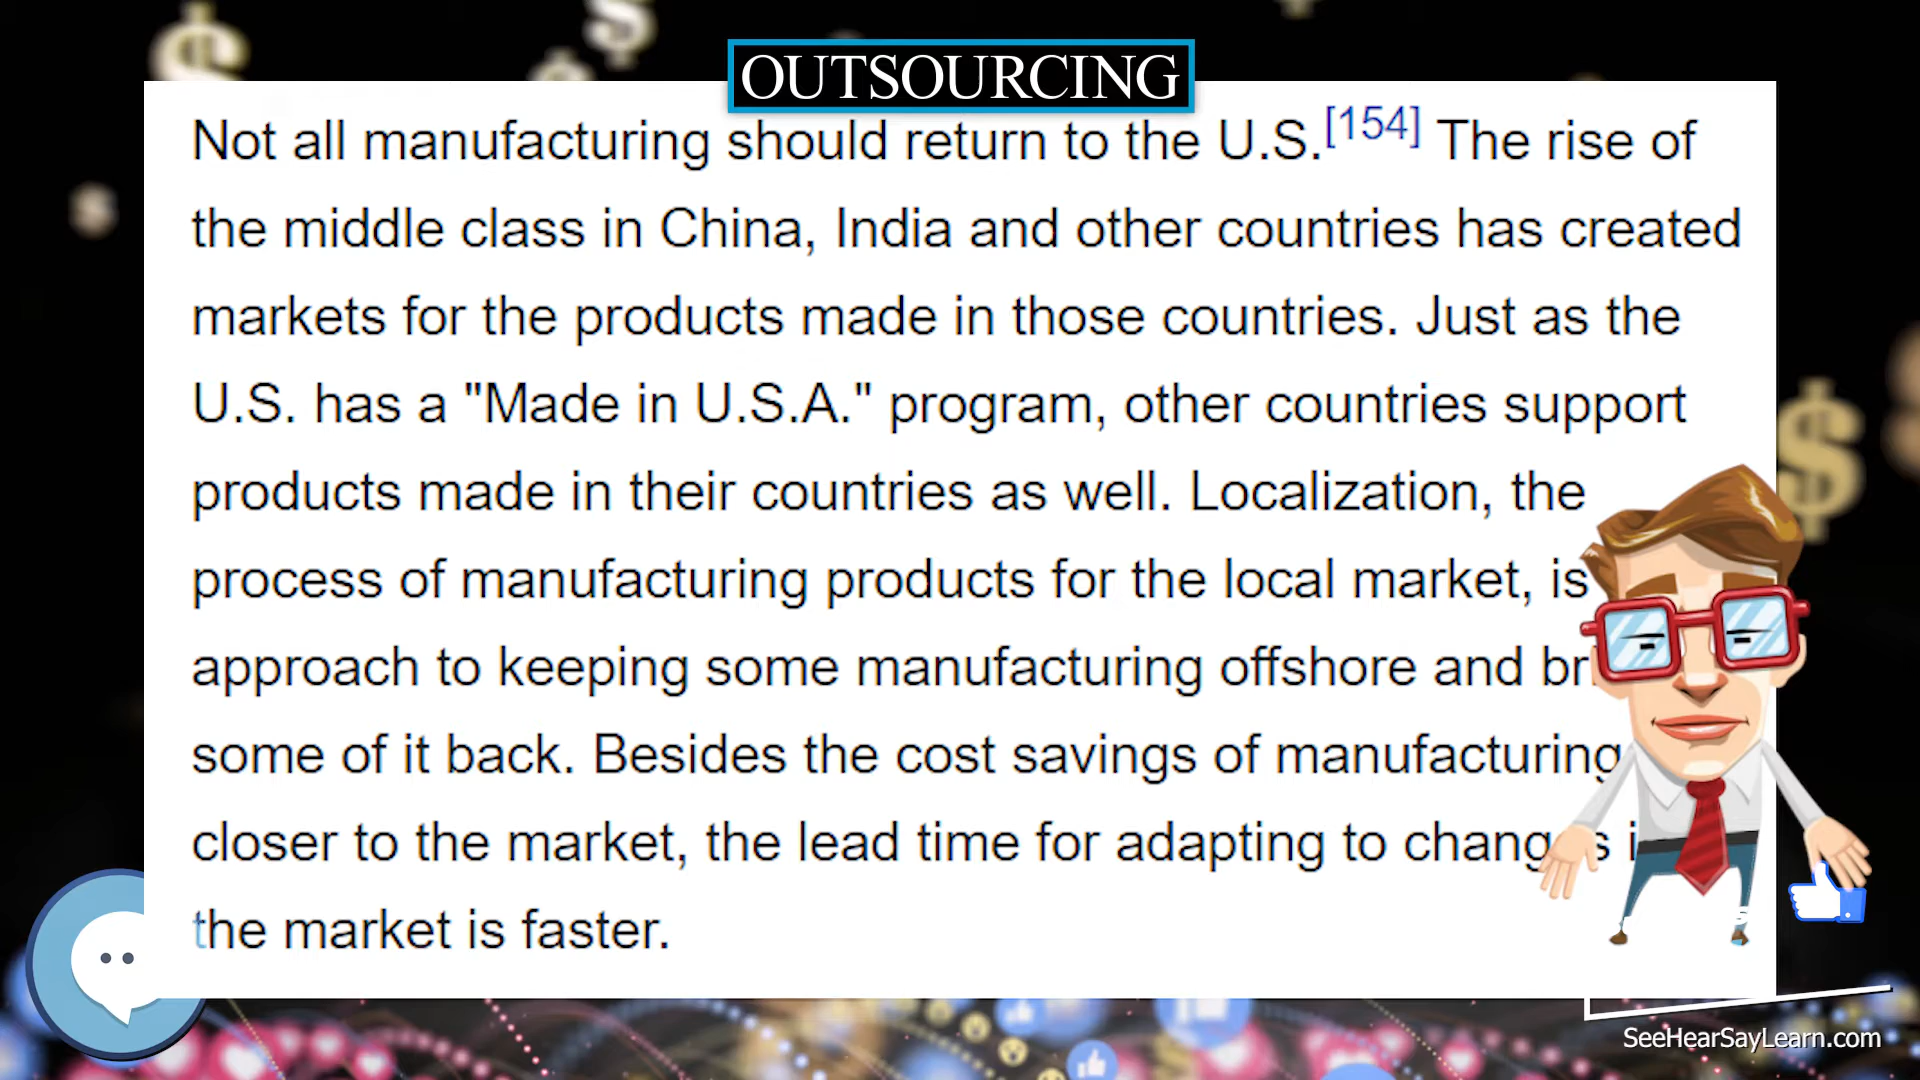 OUTSOURCING
Not all manufacturing should return to the U.S.[154] The rise of
the middle class in China, India and other countries has created
markets for the products made in those countries. Just as the
U.S. has a "Made in U.S.A." program, other countries support
products made in their countries as well. Localization, the
process of manufacturing products for the local market, is
approach to keeping some manufacturing offshore and
some of it back. Besides the cost savings of manufacturing
closer to the market, the lead time for adapting to changes
the market is faster.
SeeHearSayLearn.com